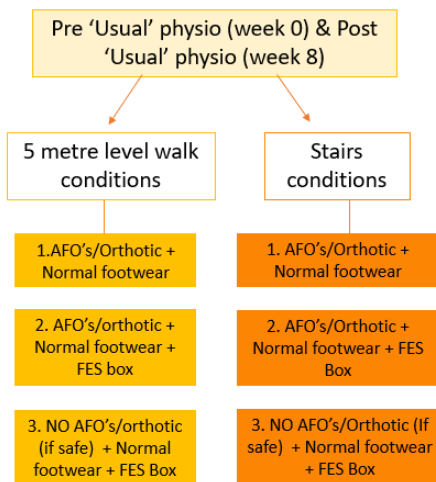 Pre ‘Usual’ physio (week 0) & Post
‘Usual’ physio (week 8)
5 metre level walk
conditions
Stairs
conditions
1.AFO’s/Orthotic +
Normal footwear
1. AFO’s/Orthotic +
Normal footwear
2. AFO’s/orthotic +
Normal footwear +
FES box
2. AFO’s/Orthotic +
Normal footwear + FES
Box
3. NO AFO’s/orthotic
(if safe)  + Normal
footwear + FES Box
3. NO AFO’s/Orthotic (If
safe)  + Normal footwear
+ FES Box